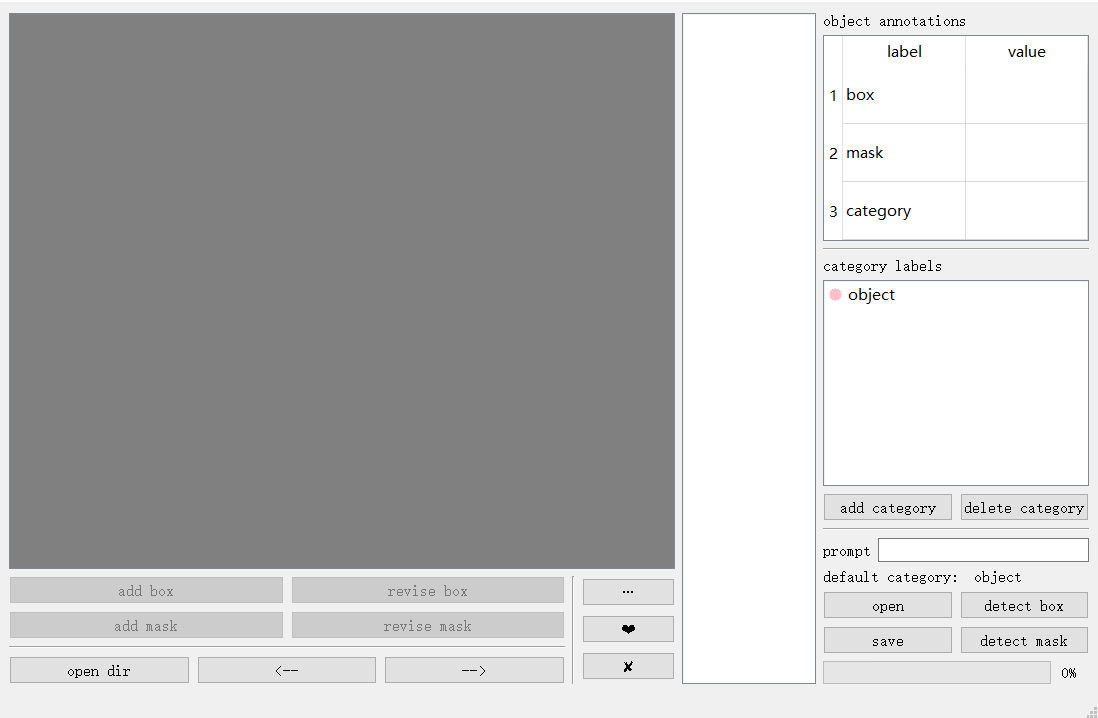 object annotations
label value
1 box
2 mask
3 category
category labels
object
add category delete category
prompt
default category: object
open detect box
save detect mask
0%
add box revise box
add mask revise mask
open dir <-- -->
...
❤
✘